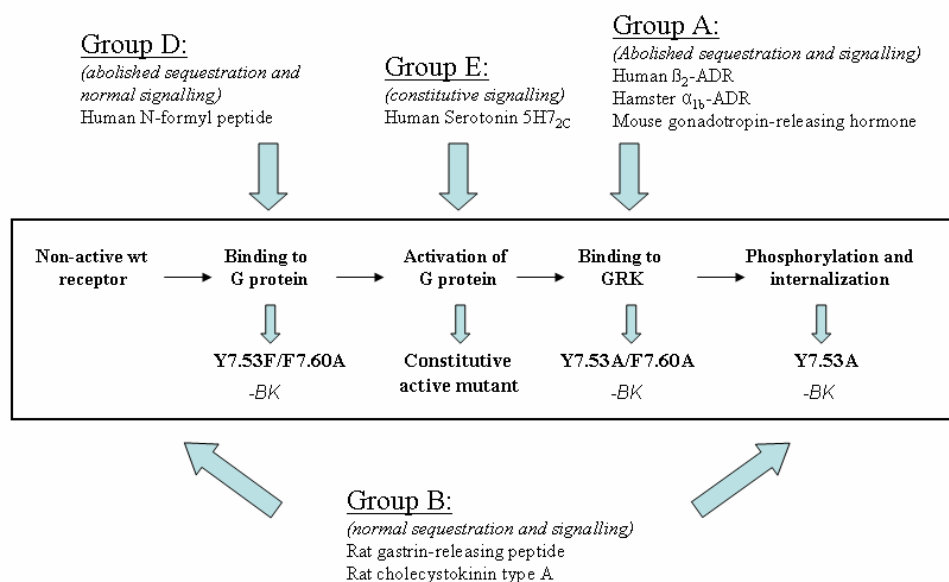 Group D:
(abolished sequestration and
normal signalling)
Human N-formyl peptide
Group E:
(constitutive signalling)
Human Serotonin 5H7₂C
Group A:
(Abolished sequestration and signalling)
Human ß₂-ADR
Hamster α₁b-ADR
Mouse gonadotropin-releasing hormone
Non-active wt
receptor
Binding to
G protein
Activation of
G protein
Binding to
GRK
Phosphorylation and
internalization
Y7.53F/F7.60A
-BK
Constitutive
active mutant
Y7.53A/F7.60A
-BK
Y7.53A
-BK
Group B:
(normal sequestration and signalling)
Rat gastrin-releasing peptide
Rat cholecystokinin type A